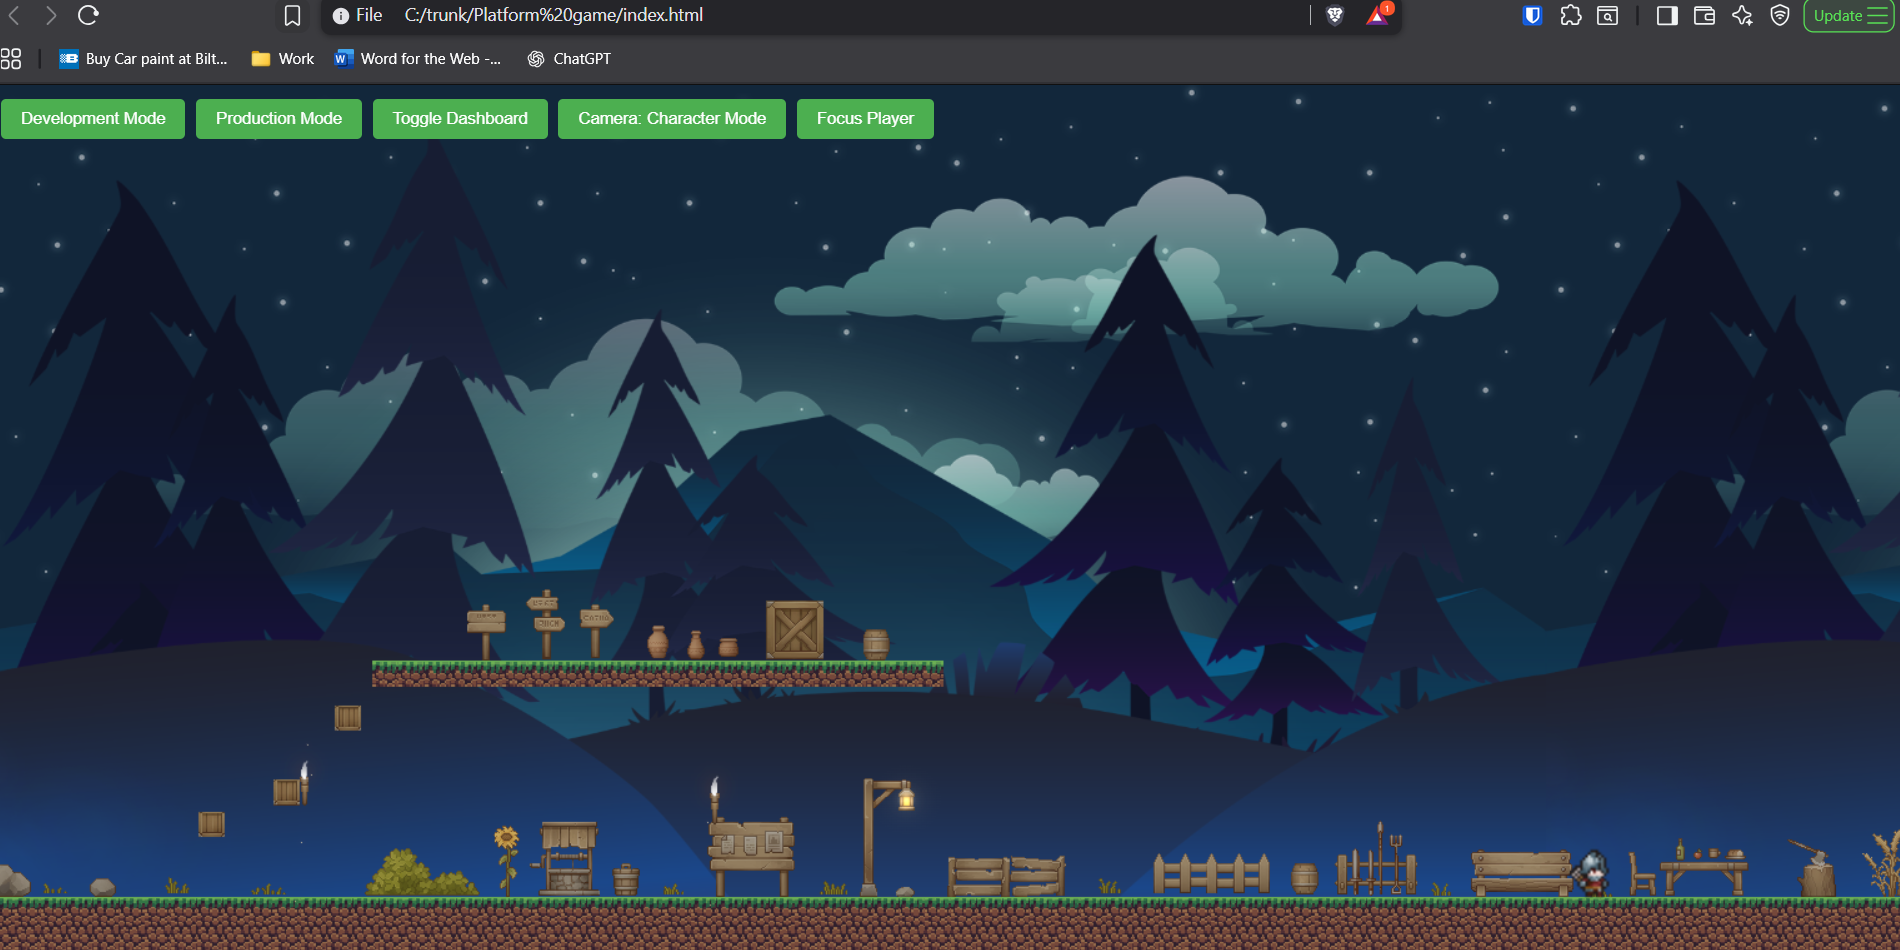 File C:/trunk/Platform%20game/index.html
1
Update
Buy Car paint at Bilt... Work Word for the Web -... ChatGPT
Development Mode Production Mode Toggle Dashboard Camera: Character Mode Focus Player